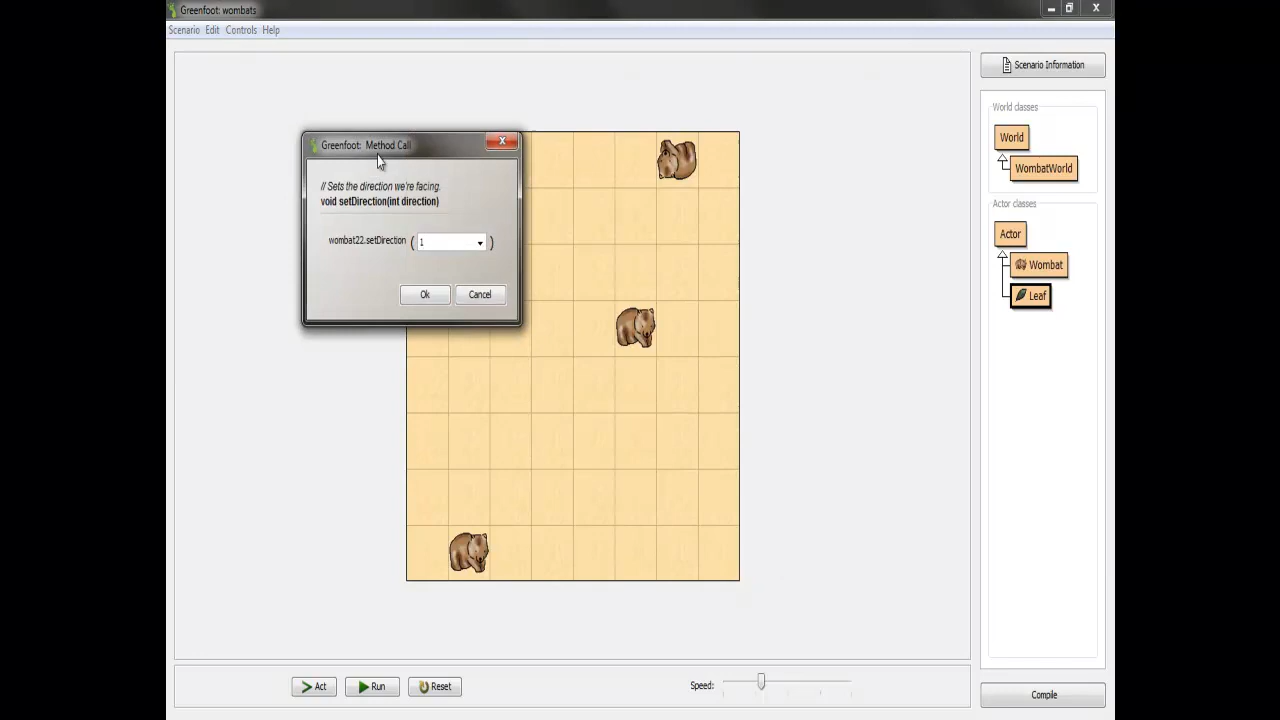 Greenfoot: wombats
Scenario Edit Controls Help
Scenario Information
World classes
World
WombatWorld
Actor classes
Actor
Wombat
Leaf
Greenfoot: Method Call
// Sets the direction we're facing.
void setDirection(int direction)
wombat22.setDirection ( 1 )
Ok Cancel
Act Run Reset Speed:
Compile